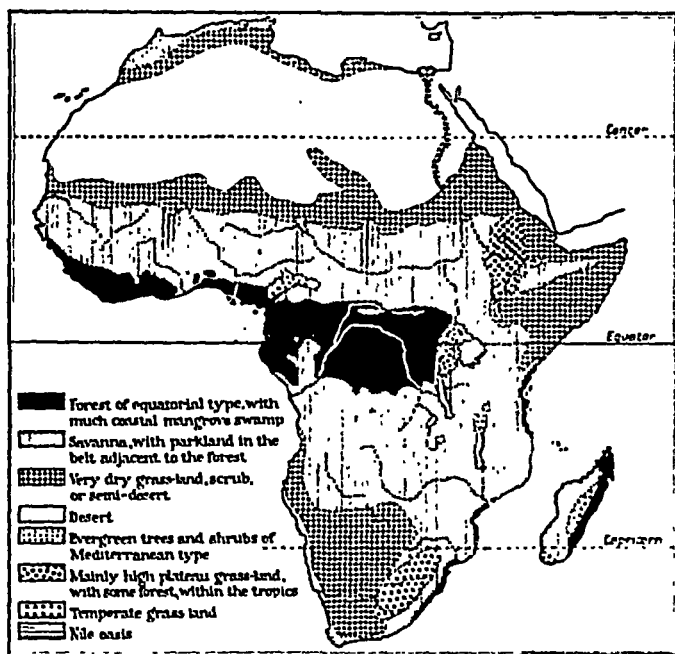 Cancer
Equator
Capricorn
Forest of equatorial type, with
much coastal mangrove swamp
Savanna, with parkland in the
belt adjacent to the forest
Very dry grass-land, scrub,
or semi-desert
Desert
Evergreen trees and shrubs of
Mediterranean type
Mainly high plateau grass-land,
with some forest, within the tropics
Temperate grass land
Nile oasis